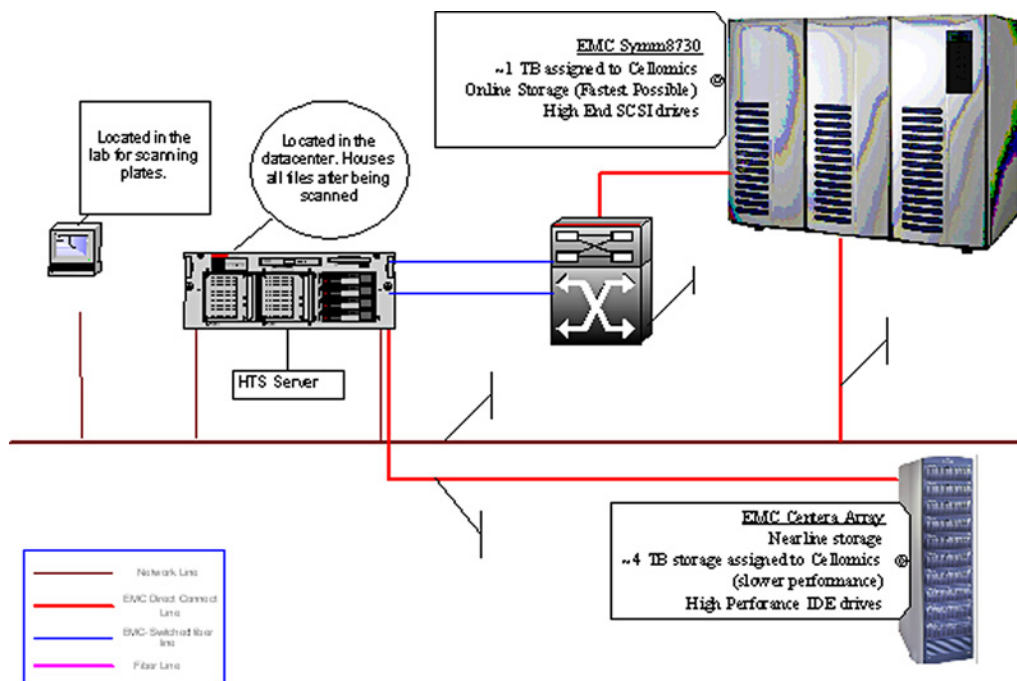 EMC Symm8730
~1 TB assigned to Cellomics
Online Storage (Fastest Possible)
High End SCSI drives
Located in the
lab for scanning
plates.
Located in the
datacenter. Houses
all files after being
scanned
HTS Server
EMC Centera Array
Nearline storage
~4 TB storage assigned to Cellomics
(slower performance)
High Perforance IDE drives
Network Line
EMC Direct Connect
Line
EMC-Switched fiber
line
Fiber Line